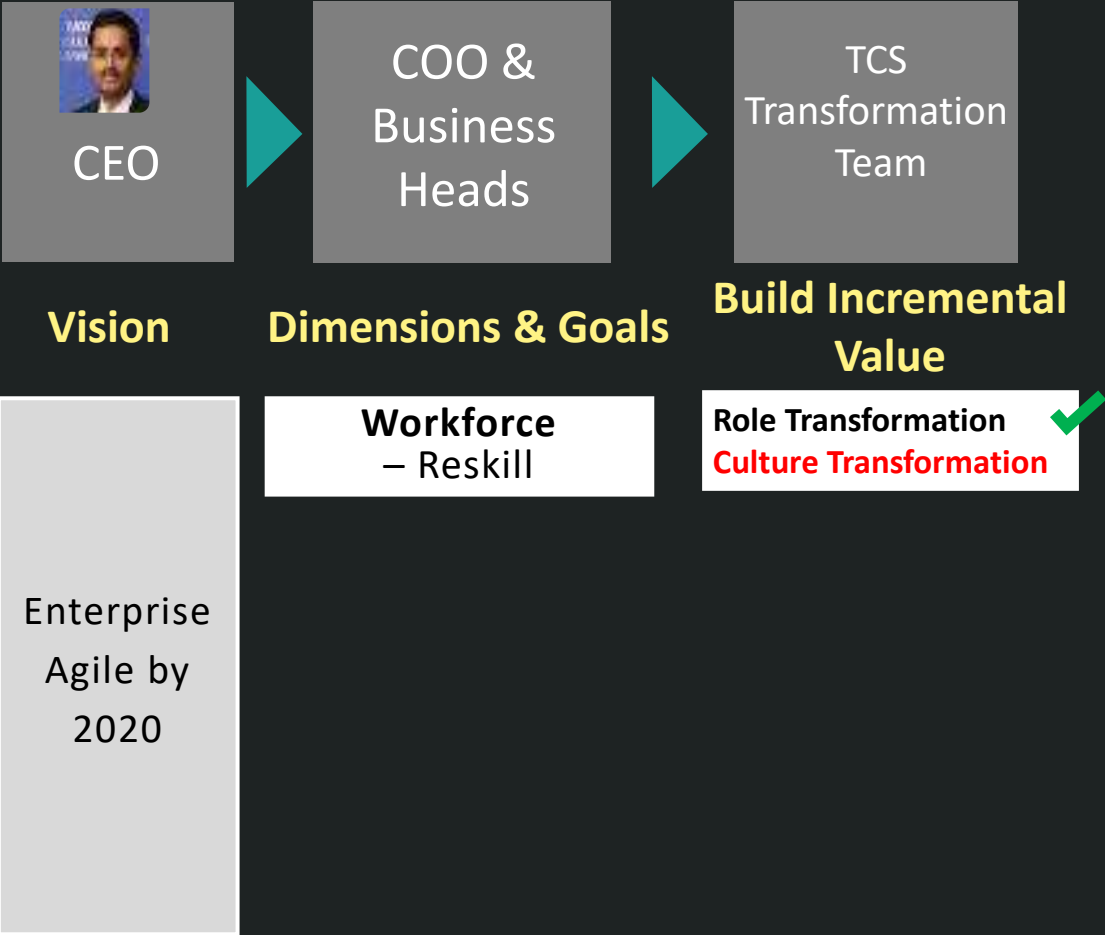 CEO
COO &
Business
Heads
TCS
Transformation
Team
Vision
Dimensions & Goals
Build Incremental
Value
Enterprise
Agile by
2020
Workforce
– Reskill
Role Transformation
Culture Transformation